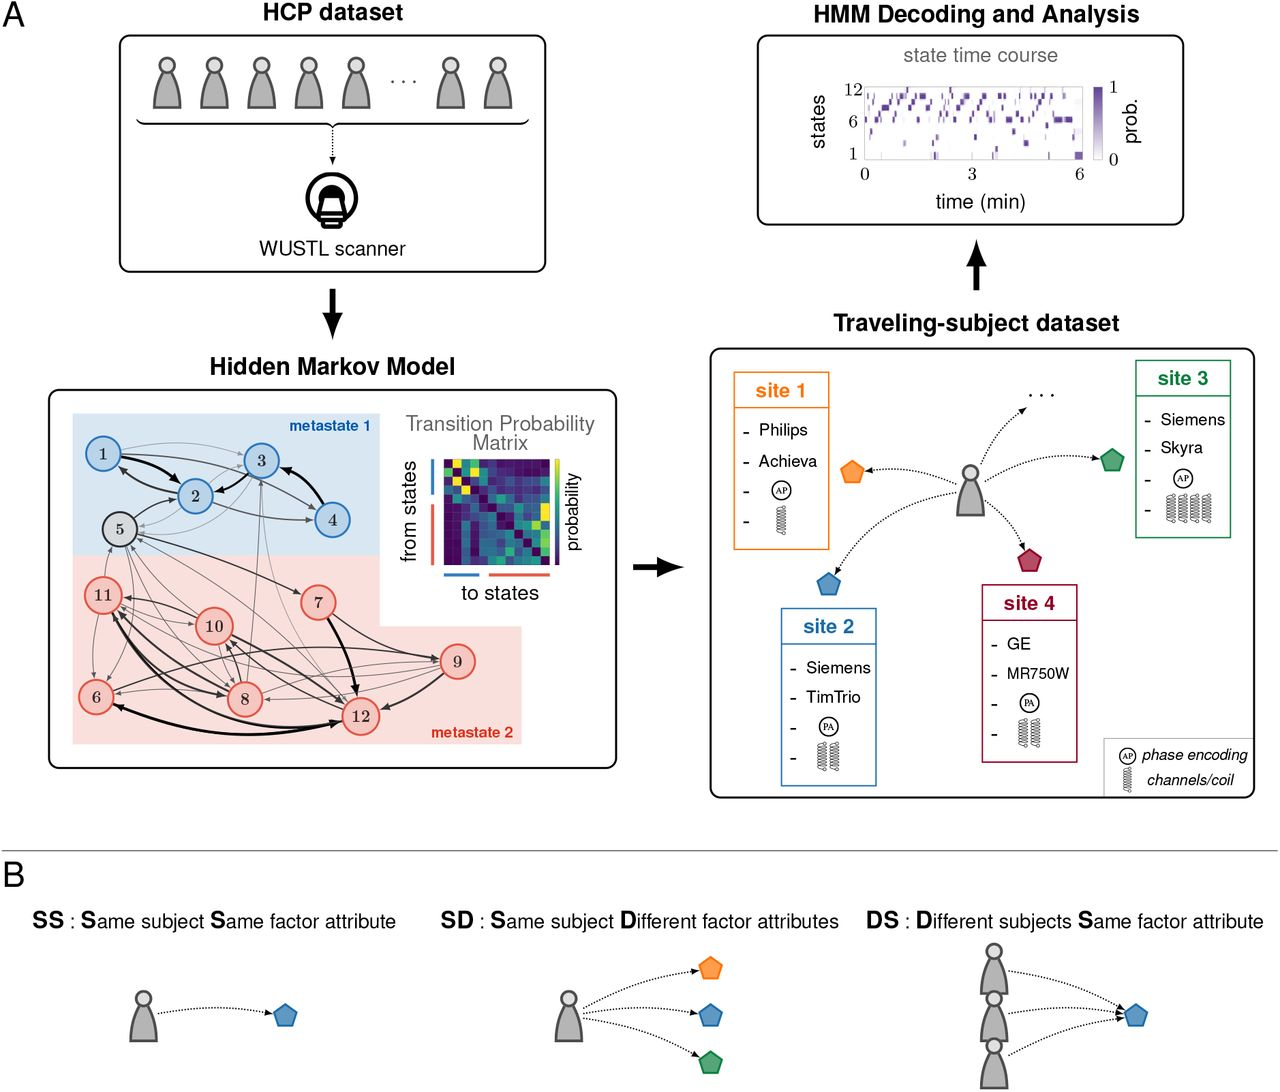 A
HCP dataset
...
WUSTL scanner
Hidden Markov Model
metastate 1
1
2
3
4
5
11
10
7
9
6
8
12
metastate 2
Transition Probability
Matrix
from states
to states
probability
HMM Decoding and Analysis
state time course
states
12
6
1
0
3
6
time (min)
1
0
prob.
Traveling-subject dataset
site 1
- Philips
- Achieva
- AP
-
site 2
- Siemens
- TimTrio
- PA
-
...
site 3
- Siemens
- Skyra
- AP
-
site 4
- GE
- MR750W
- PA
-
AP phase encoding
channels/coil
B
SS : Same subject Same factor attribute
SD : Same subject Different factor attributes
DS : Different subjects Same factor attribute